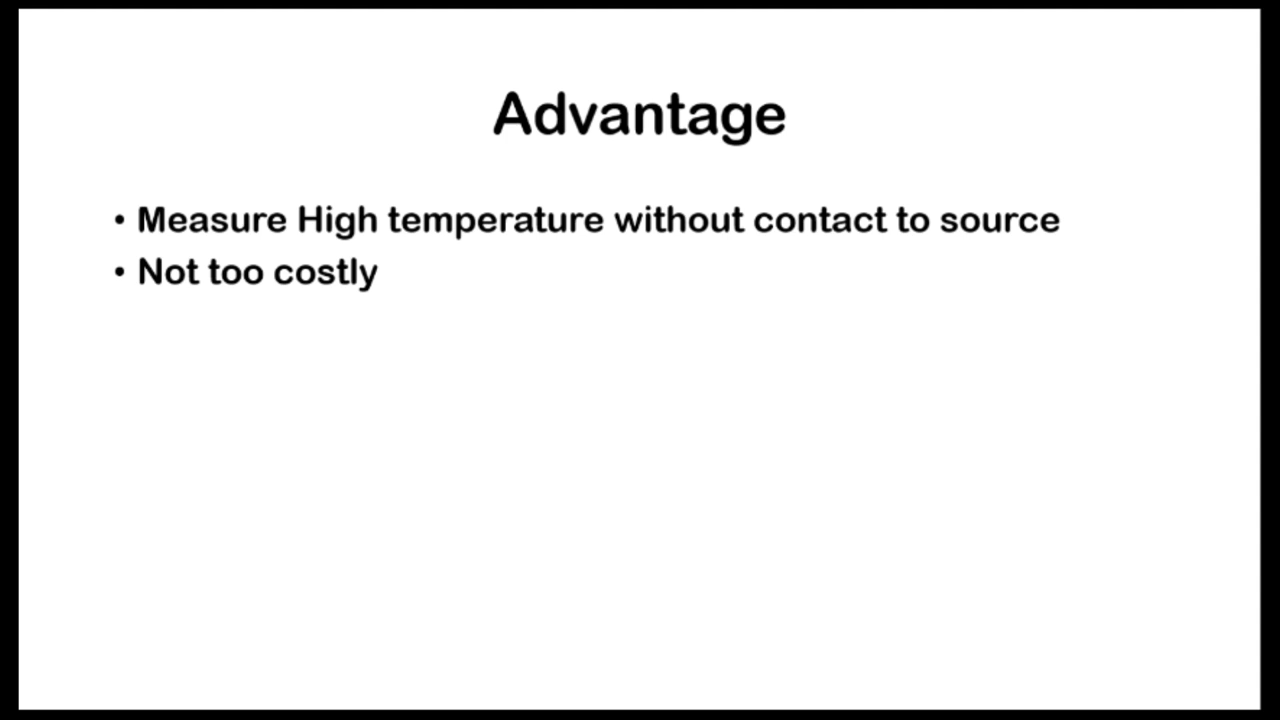 Advantage
• Measure High temperature without contact to source
• Not too costly